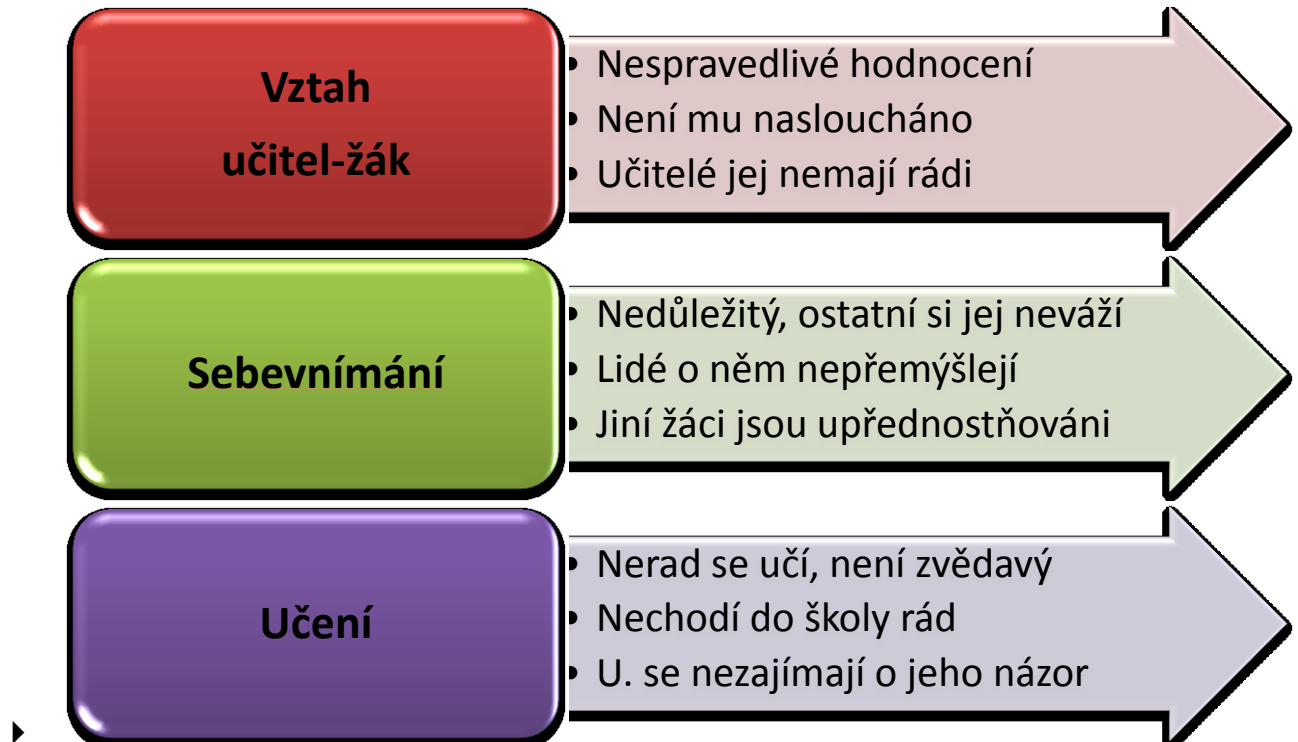 Vztah
učitel-žák
• Nespravedlivé hodnocení
• Není mu nasloucháno
• Učitelé jej nemají rádi
Sebevnímání
• Nedůležitý, ostatní si jej neváží
• Lidé o něm nepřemýšlejí
• Jiní žáci jsou upřednostňováni
Učení
• Nerad se učí, není zvědavý
• Nechodí do školy rád
• U. se nezajímají o jeho názor